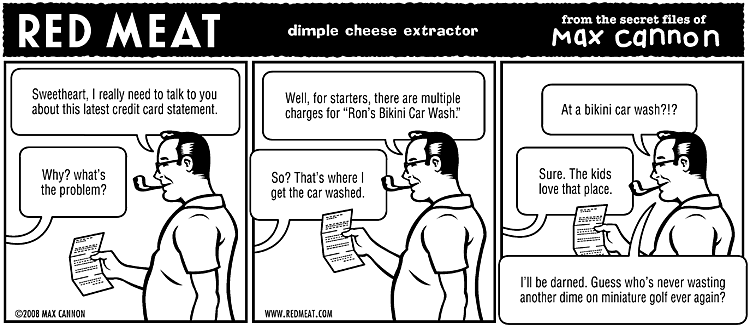 RED MEAT
dimple cheese extractor
from the secret files of
Max cannon
Sweetheart, I really need to talk to you
about this latest credit card statement.
Why? what's
the problem?
©2008 MAX CANNON
Well, for starters, there are multiple
charges for “Ron's Bikini Car Wash.”
So? That's where I
get the car washed.
WWW.REDMEAT.COM
At a bikini car wash?!?
Sure. The kids
love that place.
I'll be darned. Guess who's never wasting
another dime on miniature golf ever again?